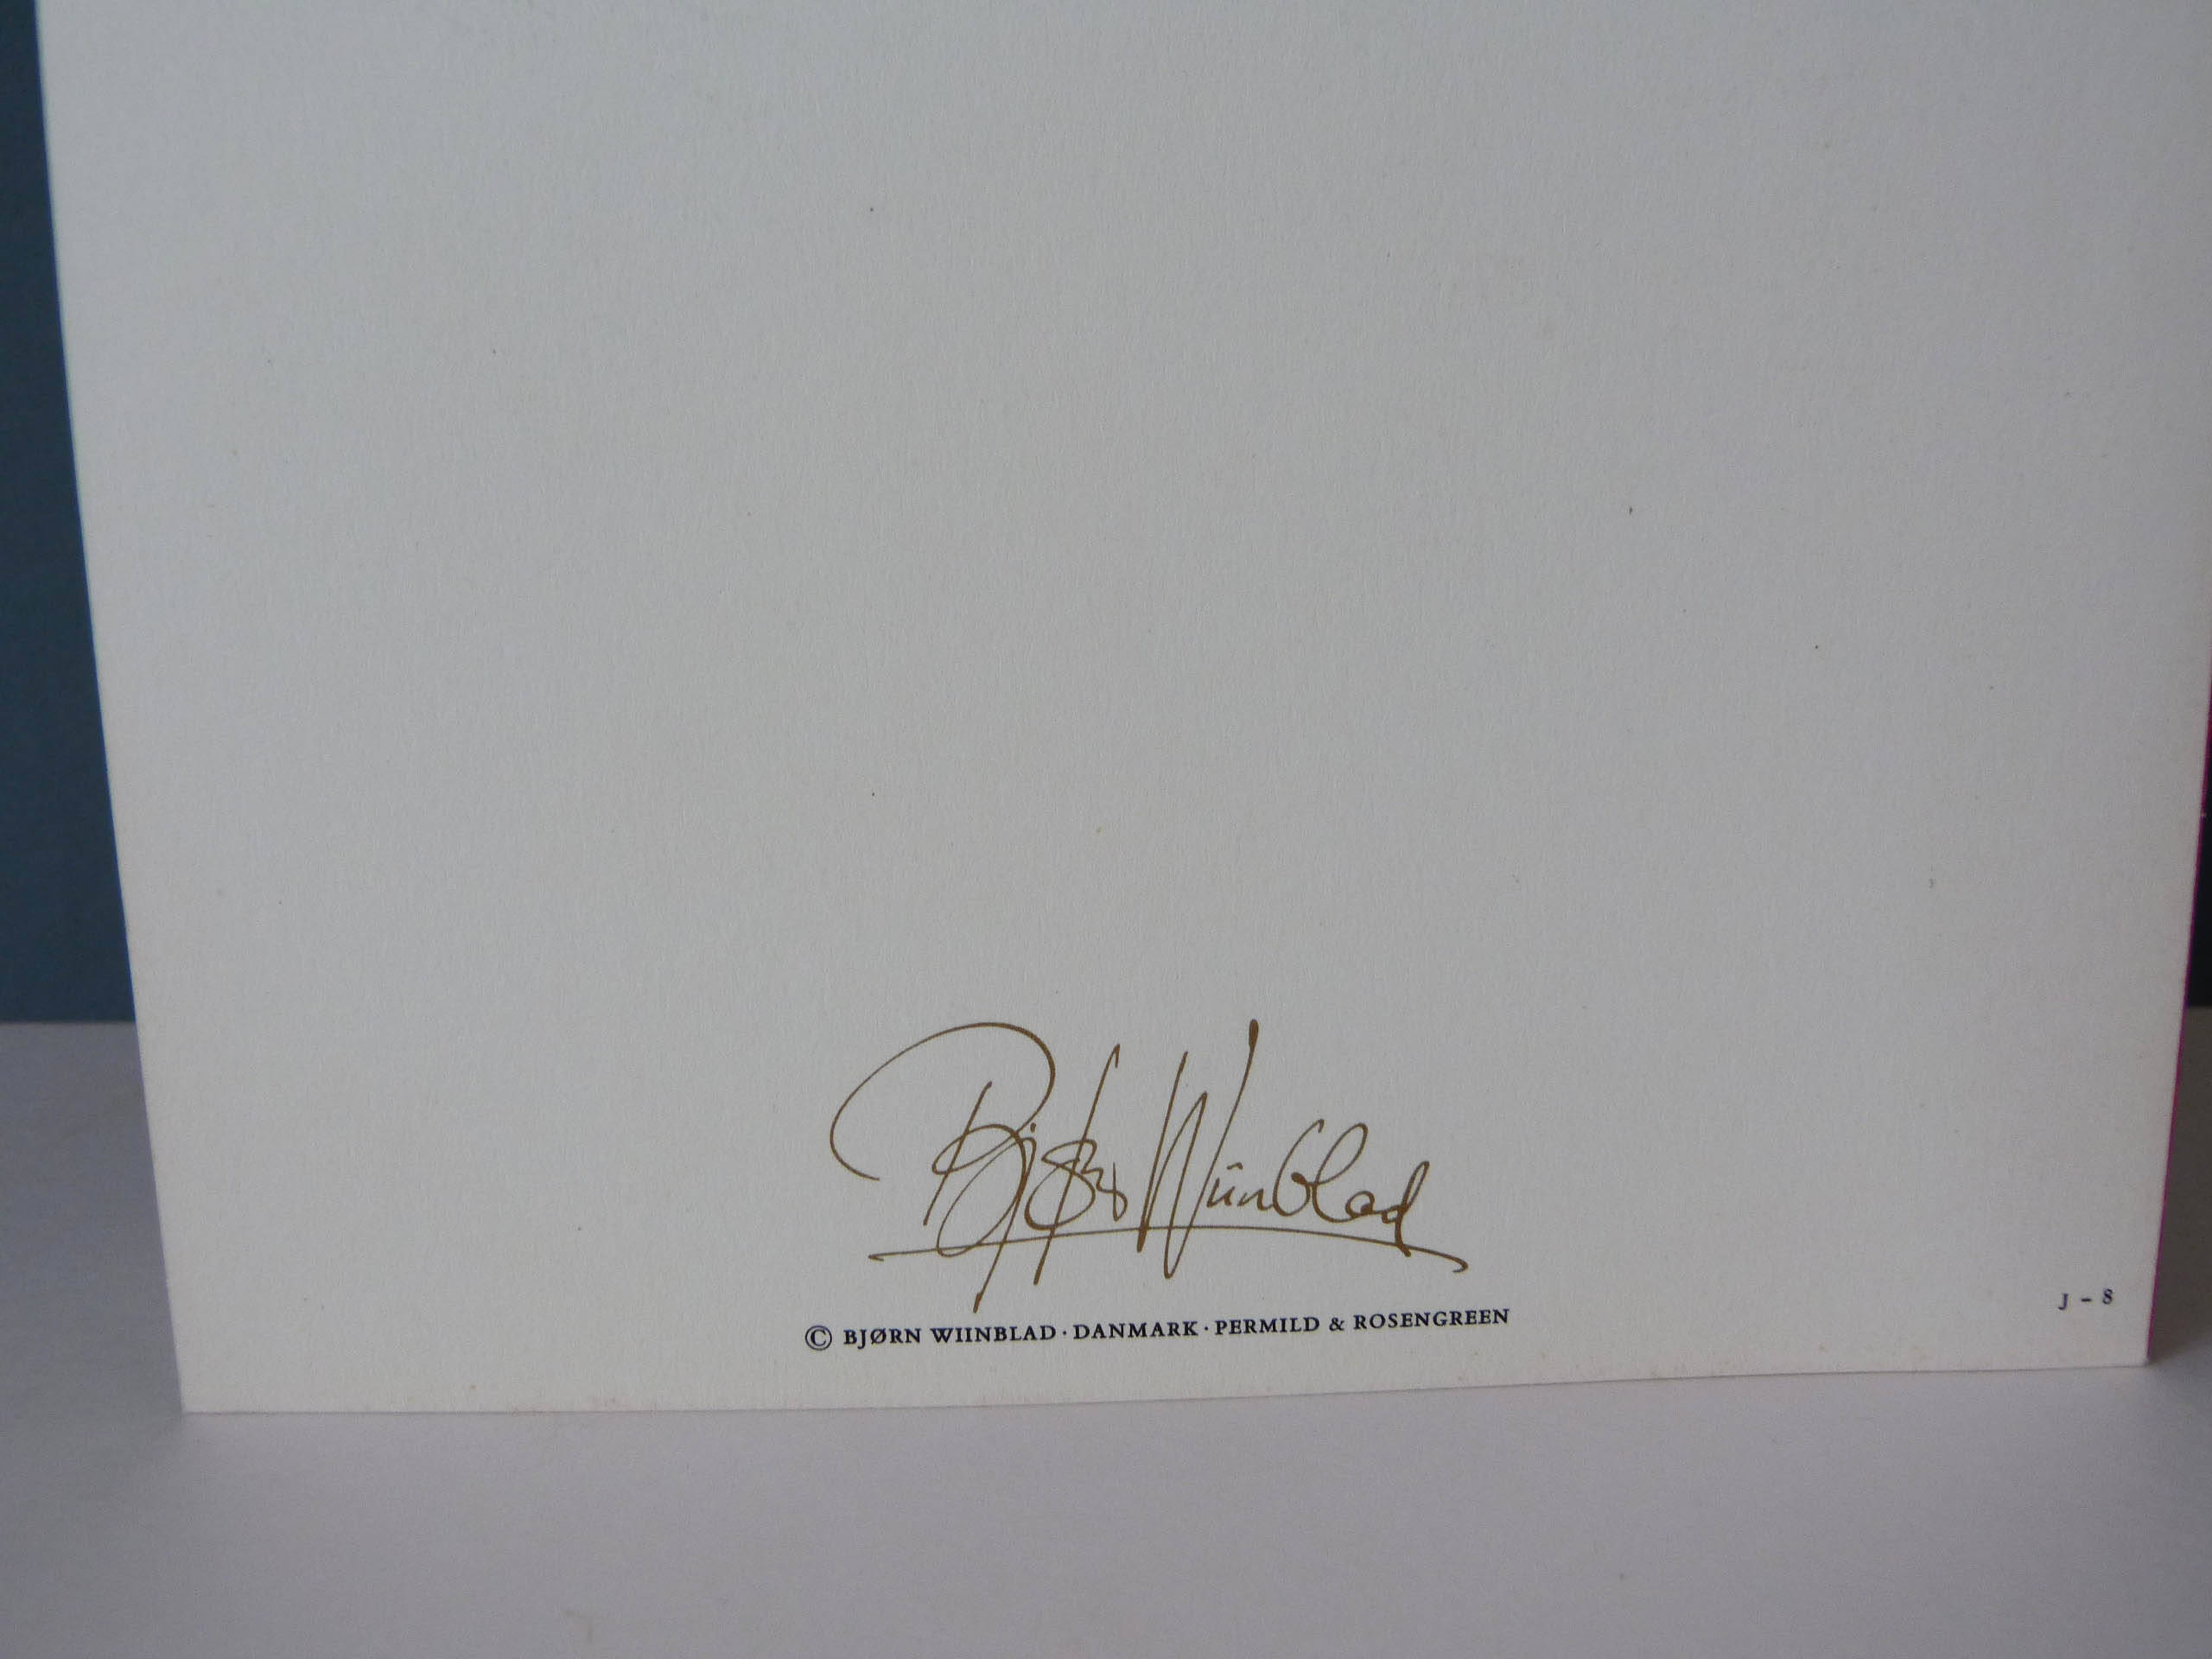 Bjørn Wiinblad
© BJØRN WIINBLAD · DANMARK · PERMILD & ROSENGREEN
J - 8